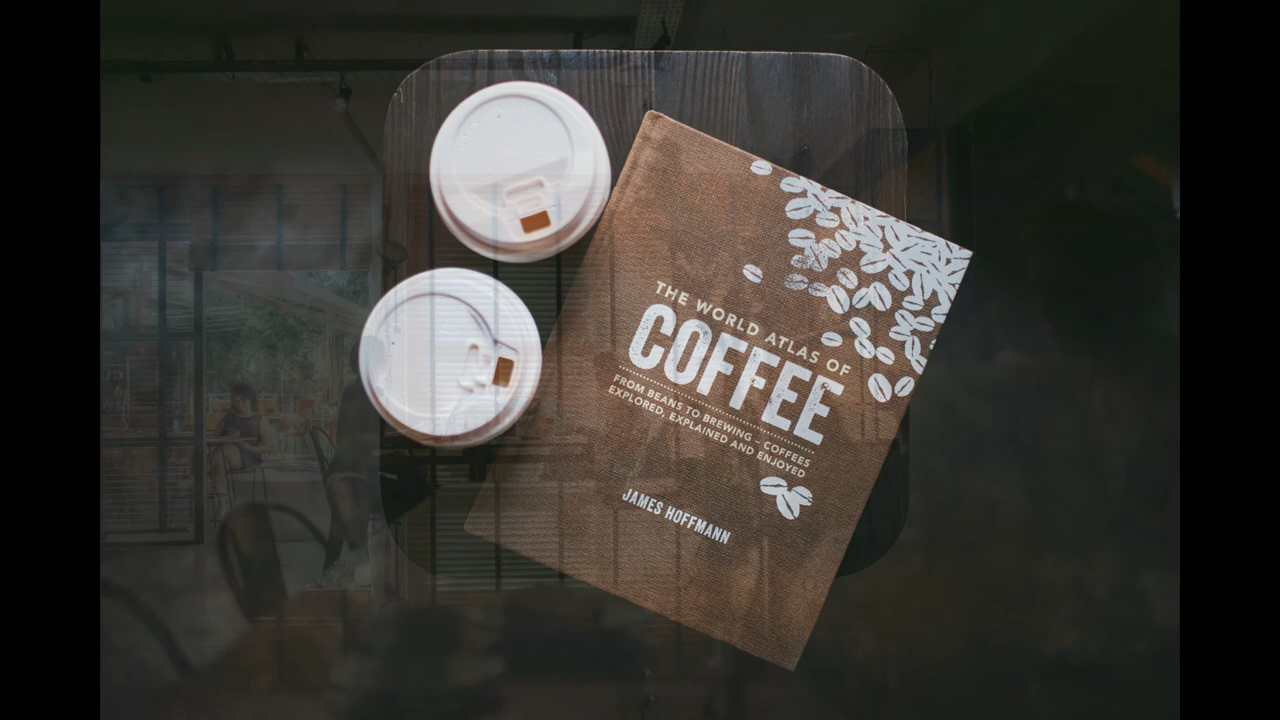 THE WORLD ATLAS OF
COFFEE
FROM BEANS TO BREWING – COFFEES
EXPLORED, EXPLAINED AND ENJOYED
JAMES HOFFMANN